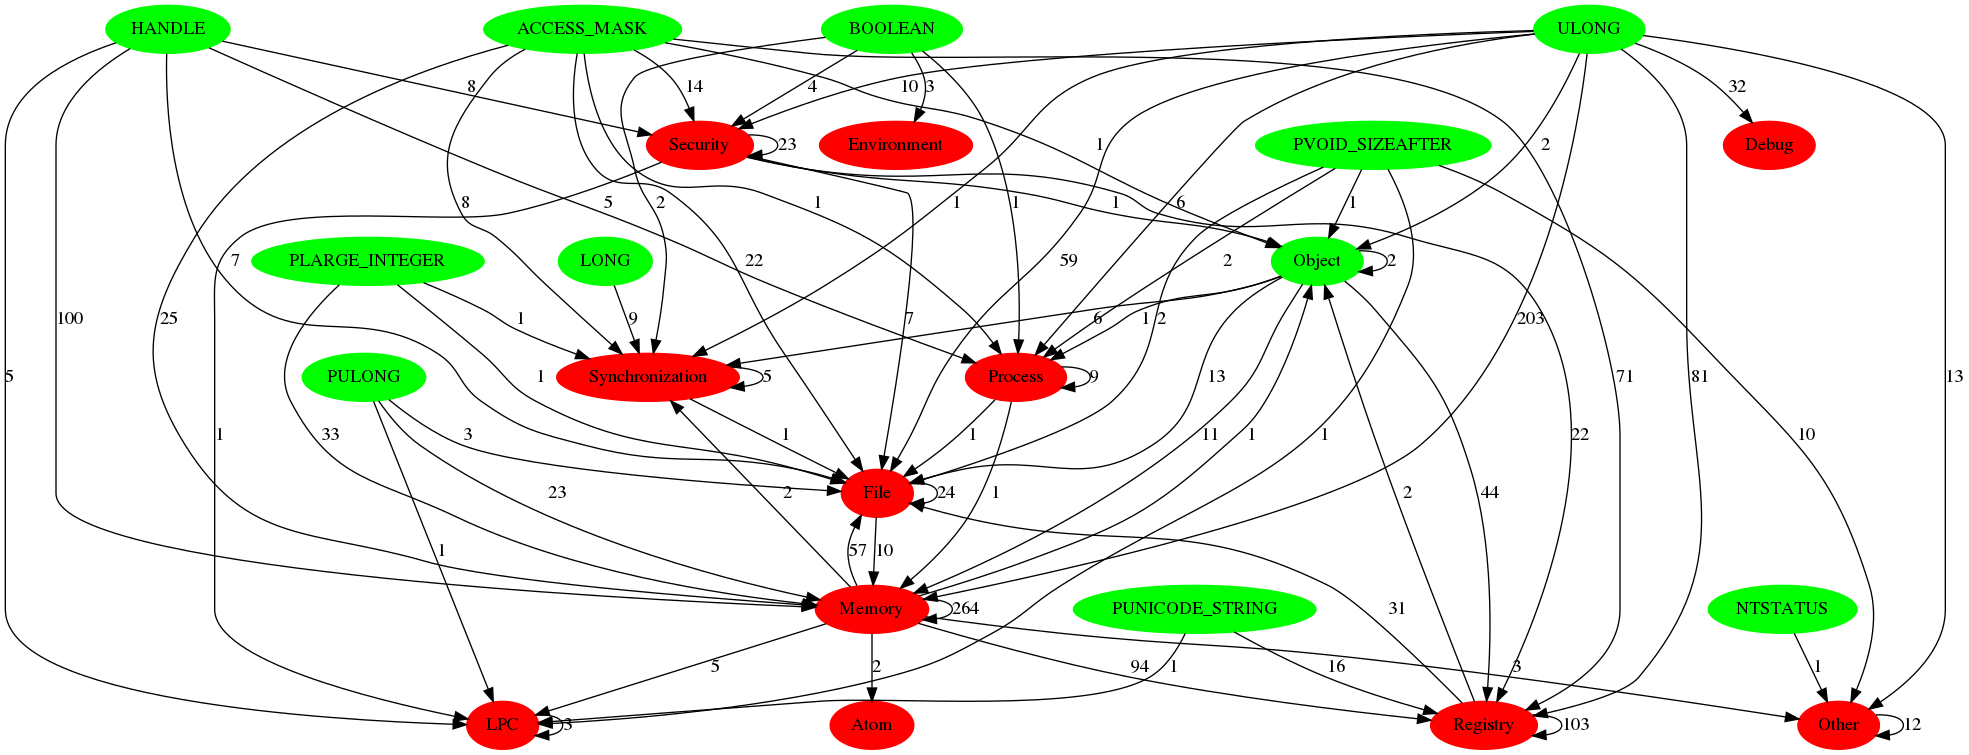 HANDLE ACCESS_MASK BOOLEAN ULONG
8 14 4 10 3 32
Security Environment PVOID_SIZEAFTER Debug
23 1 2
8 5 2 1 1 1 6 1 1
PLARGE_INTEGER LONG Object
7 22 59 2 2
100 25 1 9 6 7 1 2 203
PULONG Synchronization Process
5 1 5 13 9 71 81 13
1 3 33 1 1 11 1 1 22 10
File
23 2 24 1 2 44
1 57 10
Memory PUNICODE_STRING NTSTATUS
264 31
5 2 94 1 16 3 1
LPC Atom Registry Other
3 103 12